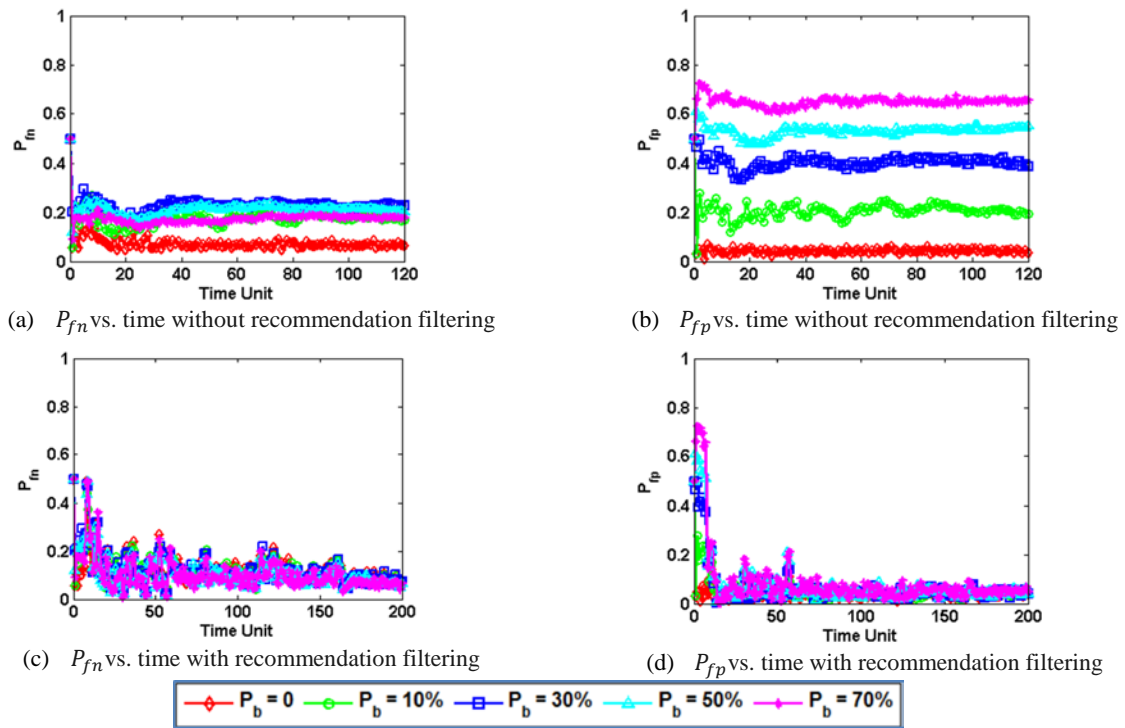 1
0.8
0.6
0.4
0.2
0
P_fn
0 20 40 60 80 100 120
Time Unit
(a) P_fn vs. time without recommendation filtering
1
0.8
0.6
0.4
0.2
0
P_fp
0 20 40 60 80 100 120
Time Unit
(b) P_fp vs. time without recommendation filtering
1
0.8
0.6
0.4
0.2
0
P_fn
0 50 100 150 200
Time Unit
(c) P_fn vs. time with recommendation filtering
1
0.8
0.6
0.4
0.2
0
P_fp
0 50 100 150 200
Time Unit
(d) P_fp vs. time with recommendation filtering
P_b = 0 P_b = 10% P_b = 30% P_b = 50% P_b = 70%